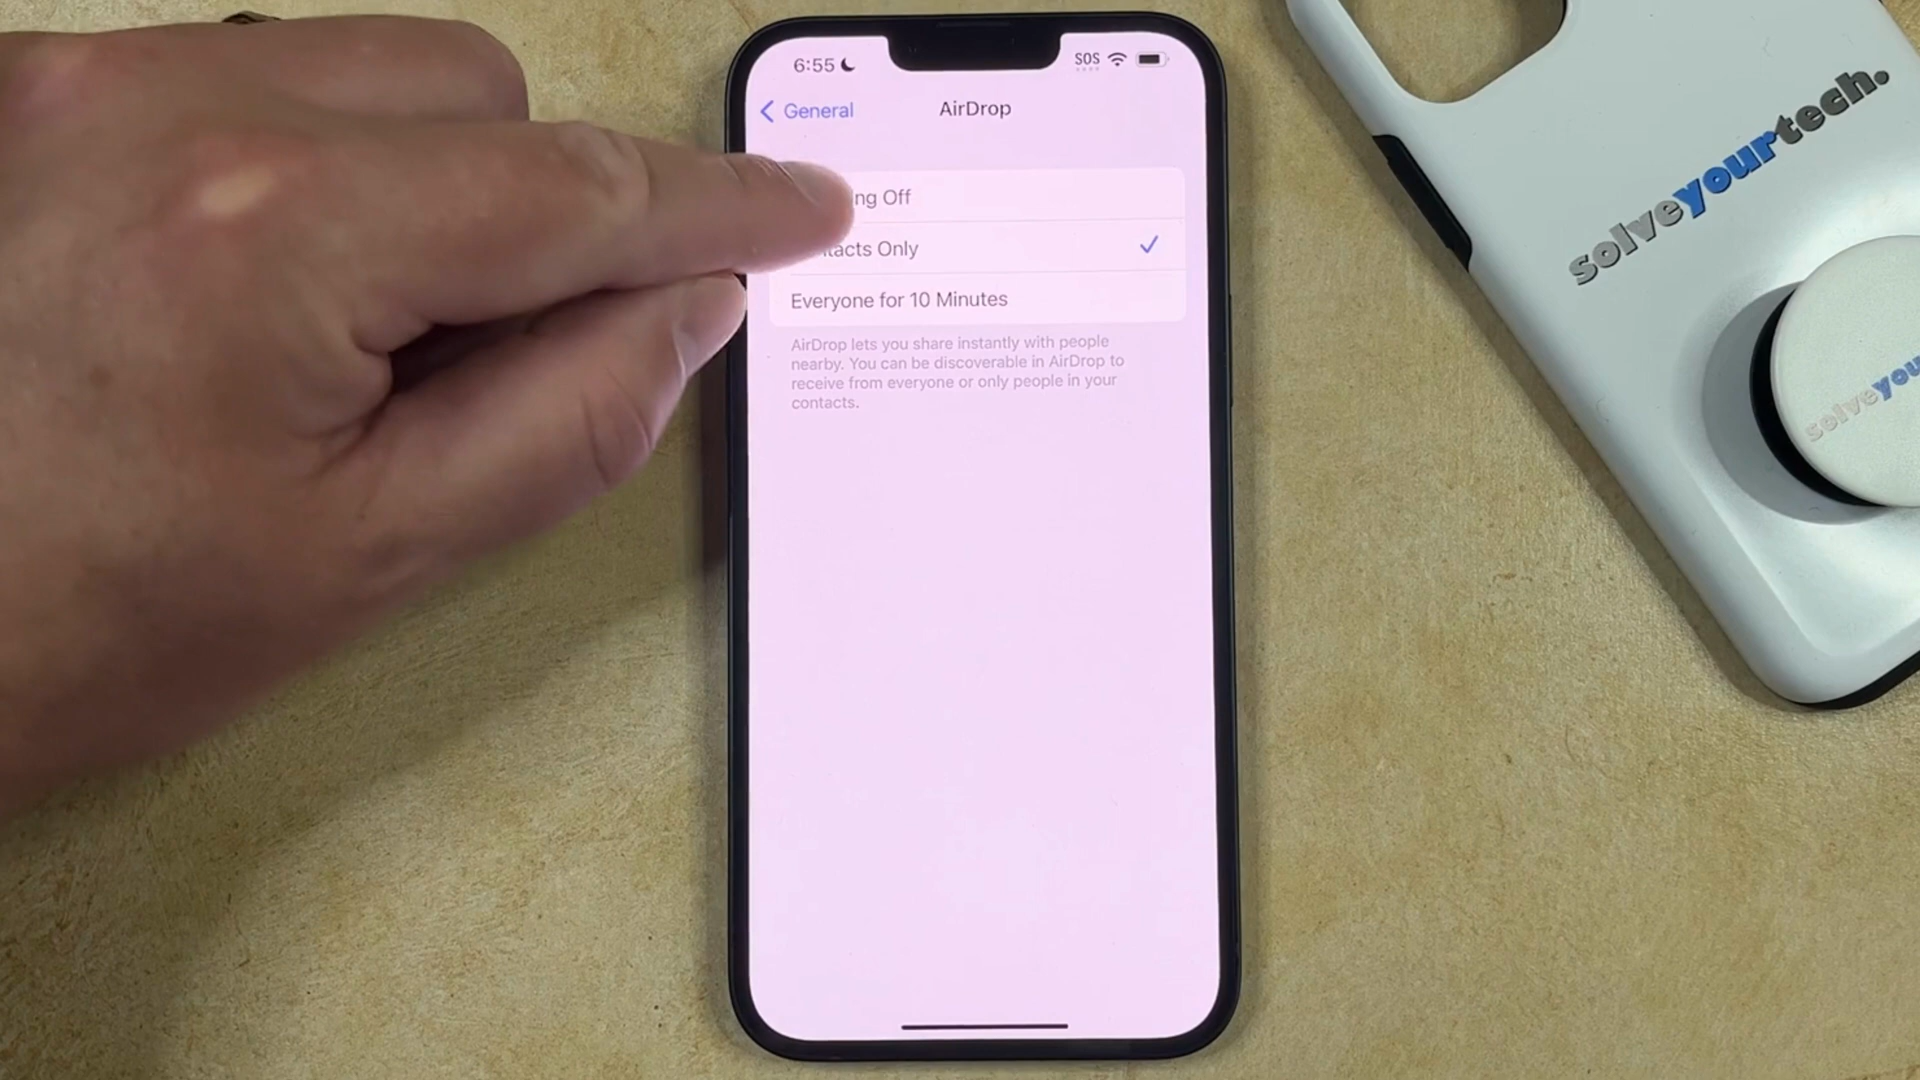 6:55
SOS
General
AirDrop
ng Off
tacts Only
Everyone for 10 Minutes
AirDrop lets you share instantly with people
nearby. You can be discoverable in AirDrop to
receive from everyone or only people in your
contacts.
solveyourtech.
solveyou